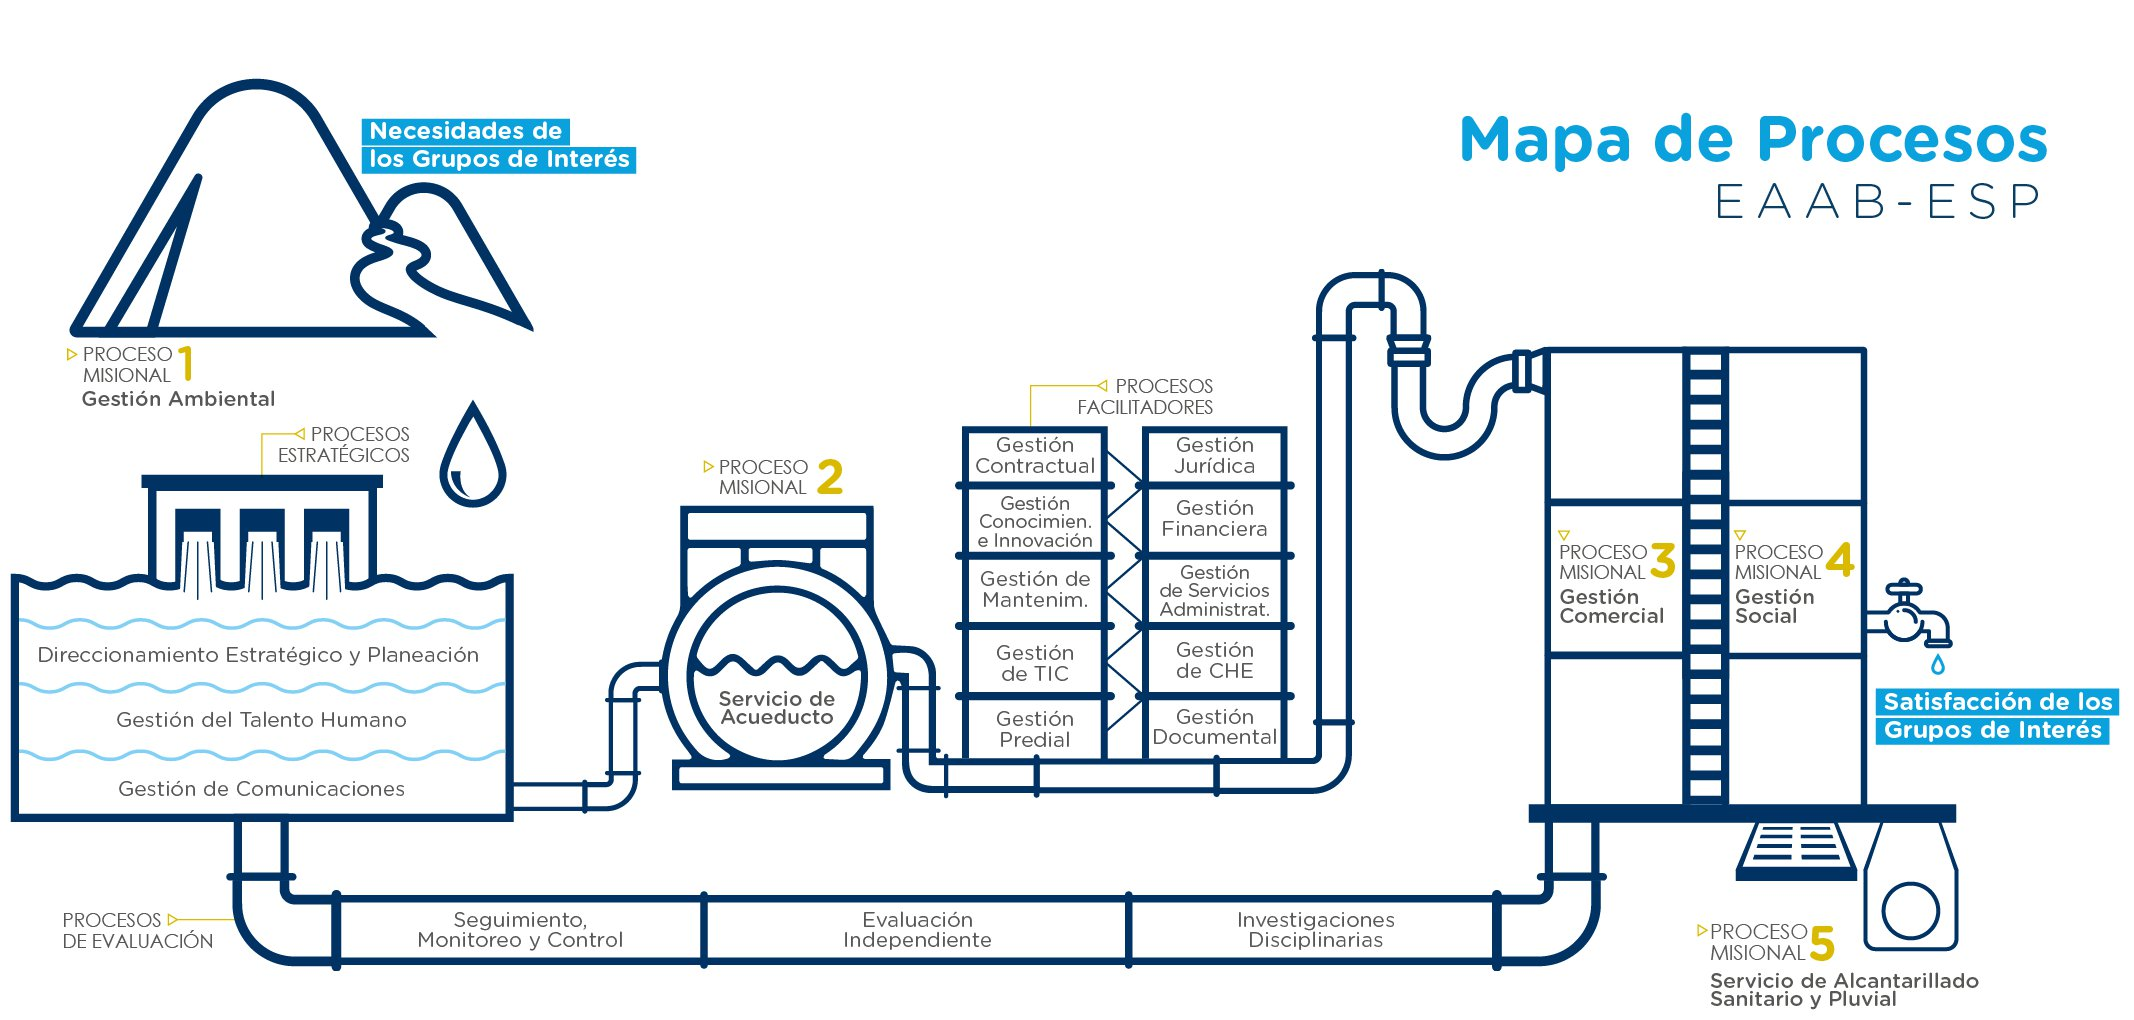 Mapa de Procesos
EAAB-ESP
Necesidades de
los Grupos de Interés
PROCESO
MISIONAL 1
Gestión Ambiental
PROCESOS
ESTRATÉGICOS
Direccionamiento Estratégico y Planeación
Gestión del Talento Humano
Gestión de Comunicaciones
PROCESO
MISIONAL 2
Servicio de
Acueducto
PROCESOS
FACILITADORES
Gestión
Contractual
Gestión
Jurídica
Gestión
Conocimien.
e Innovación
Gestión
Financiera
Gestión de
Mantenim.
Gestión
de Servicios
Administrat.
Gestión
de TIC
Gestión
de CHE
Gestión
Predial
Gestión
Documental
PROCESO
MISIONAL 3
Gestión
Comercial
PROCESO
MISIONAL 4
Gestión
Social
Satisfacción de los
Grupos de Interés
PROCESOS
DE EVALUACIÓN
Seguimiento,
Monitoreo y Control
Evaluación
Independiente
Investigaciones
Disciplinarias
PROCESO
MISIONAL 5
Servicio de Alcantarillado
Sanitario y Pluvial